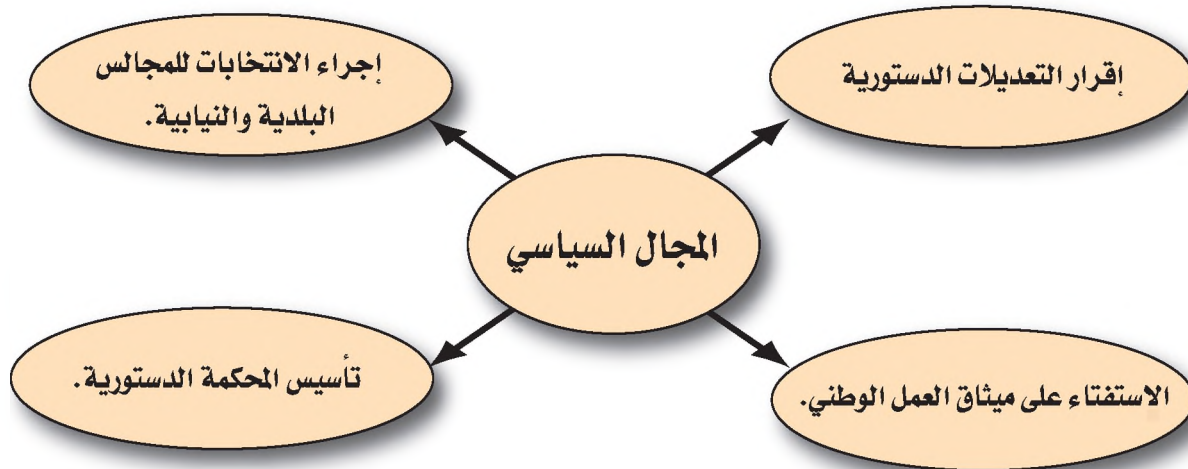 إقرار التعديلات الدستورية
إجراء الانتخابات للمجالس
البلدية والنيابية.
المجال السياسي
الاستفتاء على ميثاق العمل الوطني.
تأسيس المحكمة الدستورية.